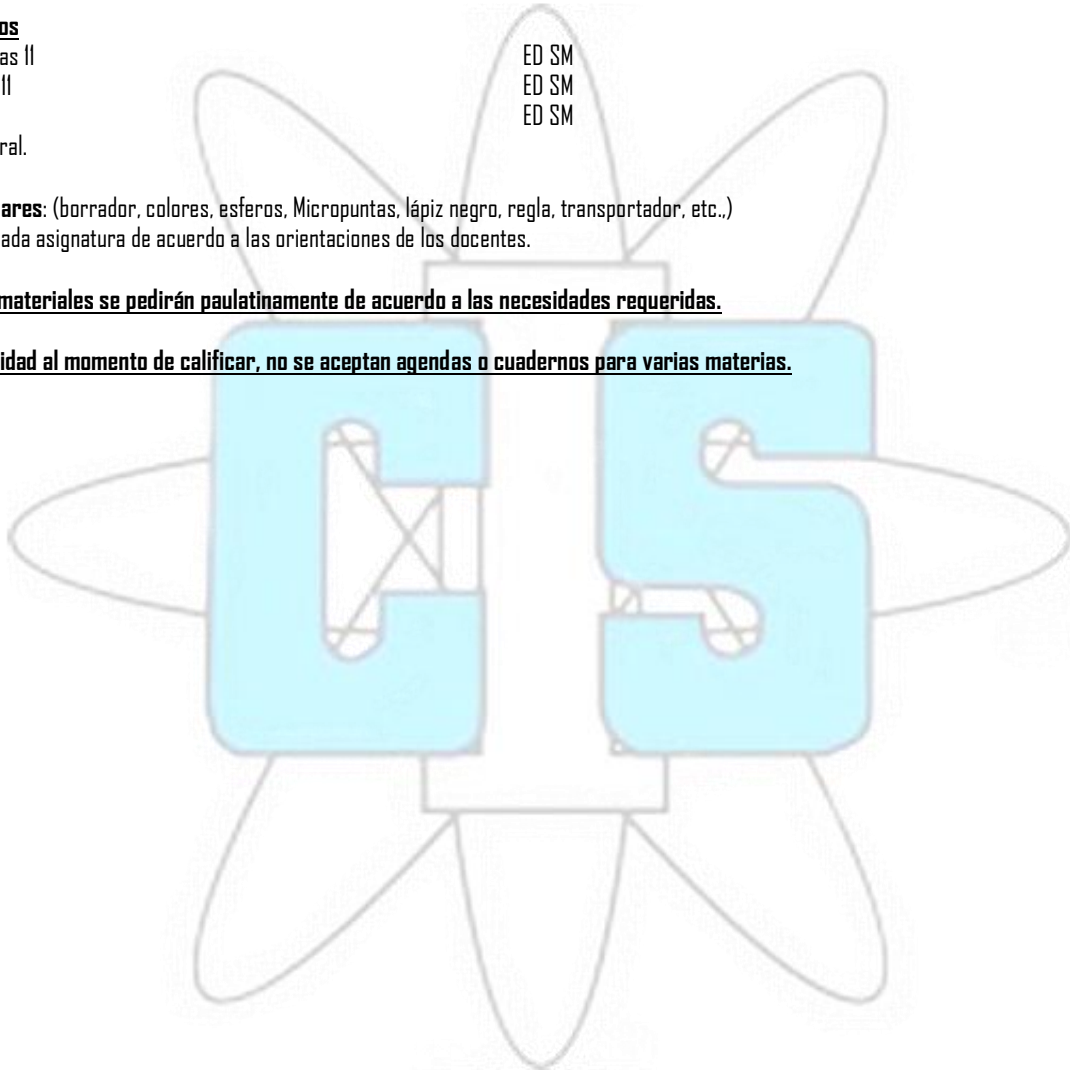 os
as 11 ED SM
11 ED SM
ED SM
ral.
ares: (borrador, colores, esferos, Micropuntas, lápiz negro, regla, transportador, etc.,)
ada asignatura de acuerdo a las orientaciones de los docentes.
materiales se pedirán paulatinamente de acuerdo a las necesidades requeridas.
idad al momento de calificar, no se aceptan agendas o cuadernos para varias materias.
CIS